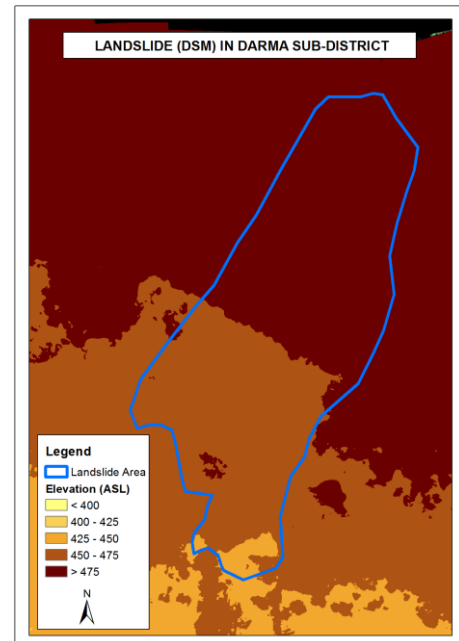 LANDSLIDE (DSM) IN DARMA SUB-DISTRICT
Legend
Landslide Area
Elevation (ASL)
< 400
400 - 425
425 - 450
450 - 475
> 475
N